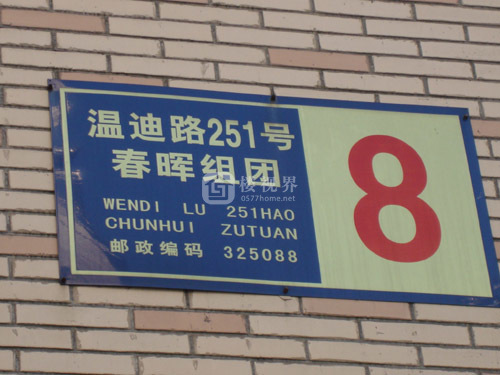 温迪路251号
春晖组团
WENDI LU 251HAO
CHUNHUI ZUTUAN
邮政编码 325088
8
楼视界
0577home.net